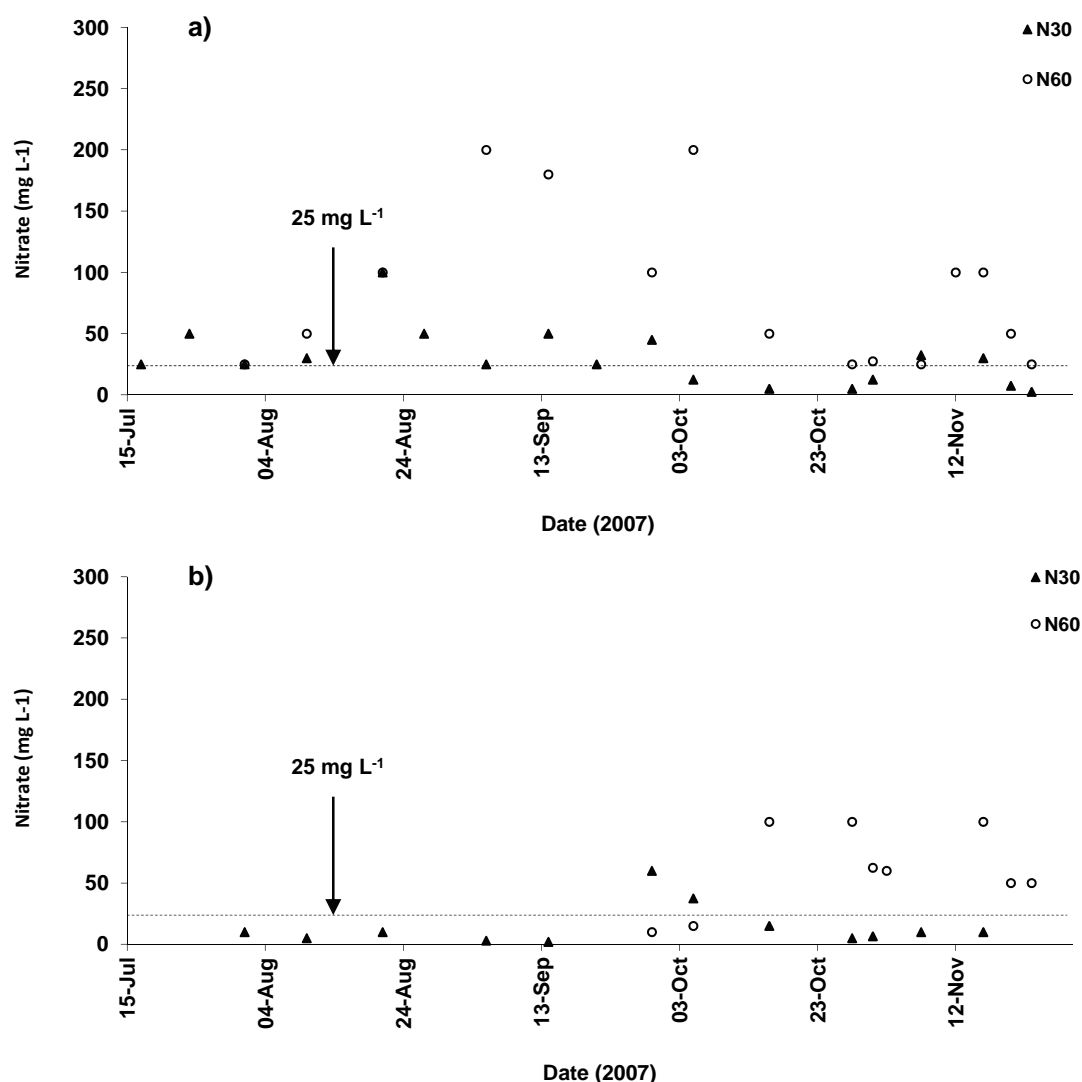 a)
N30
N60
300
250
200
150
100
50
0
Nitrate (mg L-1)
25 mg L-1
15-Jul
04-Aug
24-Aug
13-Sep
03-Oct
23-Oct
12-Nov
Date (2007)
b)
N30
N60
300
250
200
150
100
50
0
Nitrate (mg L-1)
25 mg L-1
15-Jul
04-Aug
24-Aug
13-Sep
03-Oct
23-Oct
12-Nov
Date (2007)